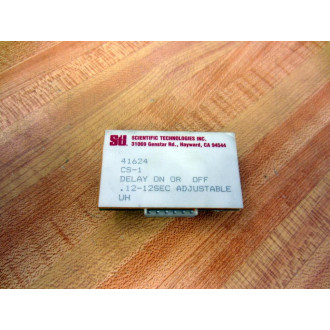 STI SCIENTIFIC TECHNOLOGIES INC.
31069 Genstar Rd., Hayward, CA 94544
41624
CS-1
DELAY ON OR OFF
.12-12SEC ADJUSTABLE
UH